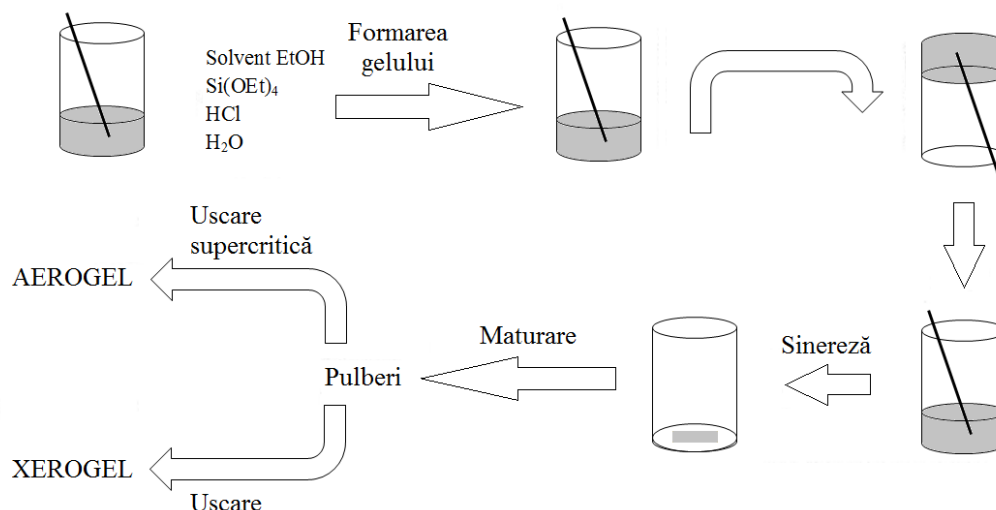 Solvent EtOH
Si(OEt)₄
HCl
H₂O
Formarea
gelului
Uscare
supercritică
AEROGEL
Maturare
Sinereză
Pulberi
XEROGEL
Uscare